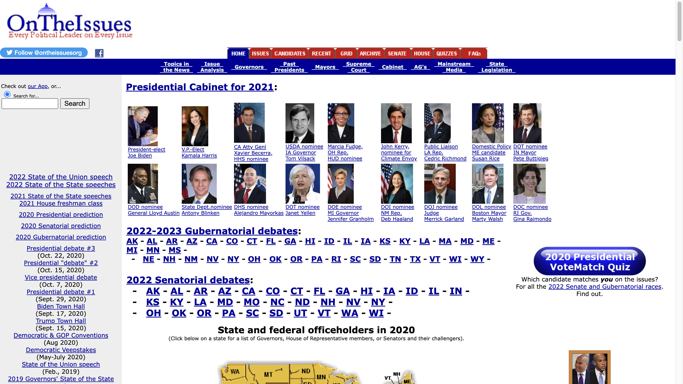 OnTheIssues
Every Political Leader on Every Issue
Follow @ontheissuesorg
HOME ISSUES CANDIDATES RECENT GRID ARCHIVE SENATE HOUSE QUIZZES FAQs
Topics in the News
Issue Analysis
Governors
Past Presidents
Mayors
Supreme Court
Cabinet
AG's
Mainstream Media
State Legislation
Check out our App, or...
Search for...
Search
2022 State of the Union speech
2022 State of the State speeches
2021 State of the State speeches
2021 House freshman class
2020 Presidential prediction
2020 Senatorial prediction
2020 Gubernatorial prediction
Presidential debate #3
(Oct. 22, 2020)
Presidential "debate" #2
(Oct. 15, 2020)
Vice presidential debate
(Oct. 7, 2020)
Presidential debate #1
(Sept. 29, 2020)
Biden Town Hall
(Sept. 17, 2020)
Trump Town Hall
(Sept. 15, 2020)
Democratic & GOP Conventions
(Aug 2020)
Democratic Veepstakes
(May-July 2020)
State of the Union speech
(Feb., 2019)
2019 Governors' State of the State
Presidential Cabinet for 2021:
President-elect
Joe Biden
V.P.-Elect
Kamala Harris
CA Atty Genl
Xavier Becerra,
HHS nominee
USDA nominee
IA Governor
Tom Vilsack
Marcia Fudge,
OH Rep.
HUD nominee
John Kerry,
nominee for
Climate Envoy
Public Liaison
LA Rep.
Cedric Richmond
Domestic Policy
ME candidate
Susan Rice
DOT nominee
IN Mayor
Pete Buttigieg
DOD nominee
General Lloyd Austin
State Dept.nominee
Antony Blinken
DHS nominee
Alejandro Mayorkas
DOT nominee
Janet Yellen
DOE nominee
MI Governor
Jennifer Granholm
DOI nominee
NM Rep.
Deb Haaland
DOJ nominee
Judge
Merrick Garland
DOL nominee
Boston Mayor
Marty Walsh
DOC nominee
RI Gov.
Gina Raimondo
2022-2023 Gubernatorial debates:
AK - AL - AR - AZ - CA - CO - CT - FL - GA - HI - ID - IL - IA - KS - KY - LA - MA - MD - ME -
MI - MN - MS -
- NE - NH - NM - NV - NY - OH - OK - OR - PA - RI - SC - SD - TN - TX - VT - WI - WY -
2022 Senatorial debates:
- AK - AL - AR - AZ - CA - CO - CT - FL - GA - HI - IA - ID - IL - IN -
- KS - KY - LA - MD - MO - NC - ND - NH - NV - NY -
- OH - OK - OR - PA - SC - SD - UT - VT - WA - WI -
State and federal officeholders in 2020
(Click below on a state for a list of Governors, House of Representative members, or Senators and their challengers).
WA
MT
ND
MN
VT
NH
ME
2020 Presidential
VoteMatch Quiz
Which candidate matches you on the issues?
For all the 2022 Senate and Gubernatorial races.
Find out.